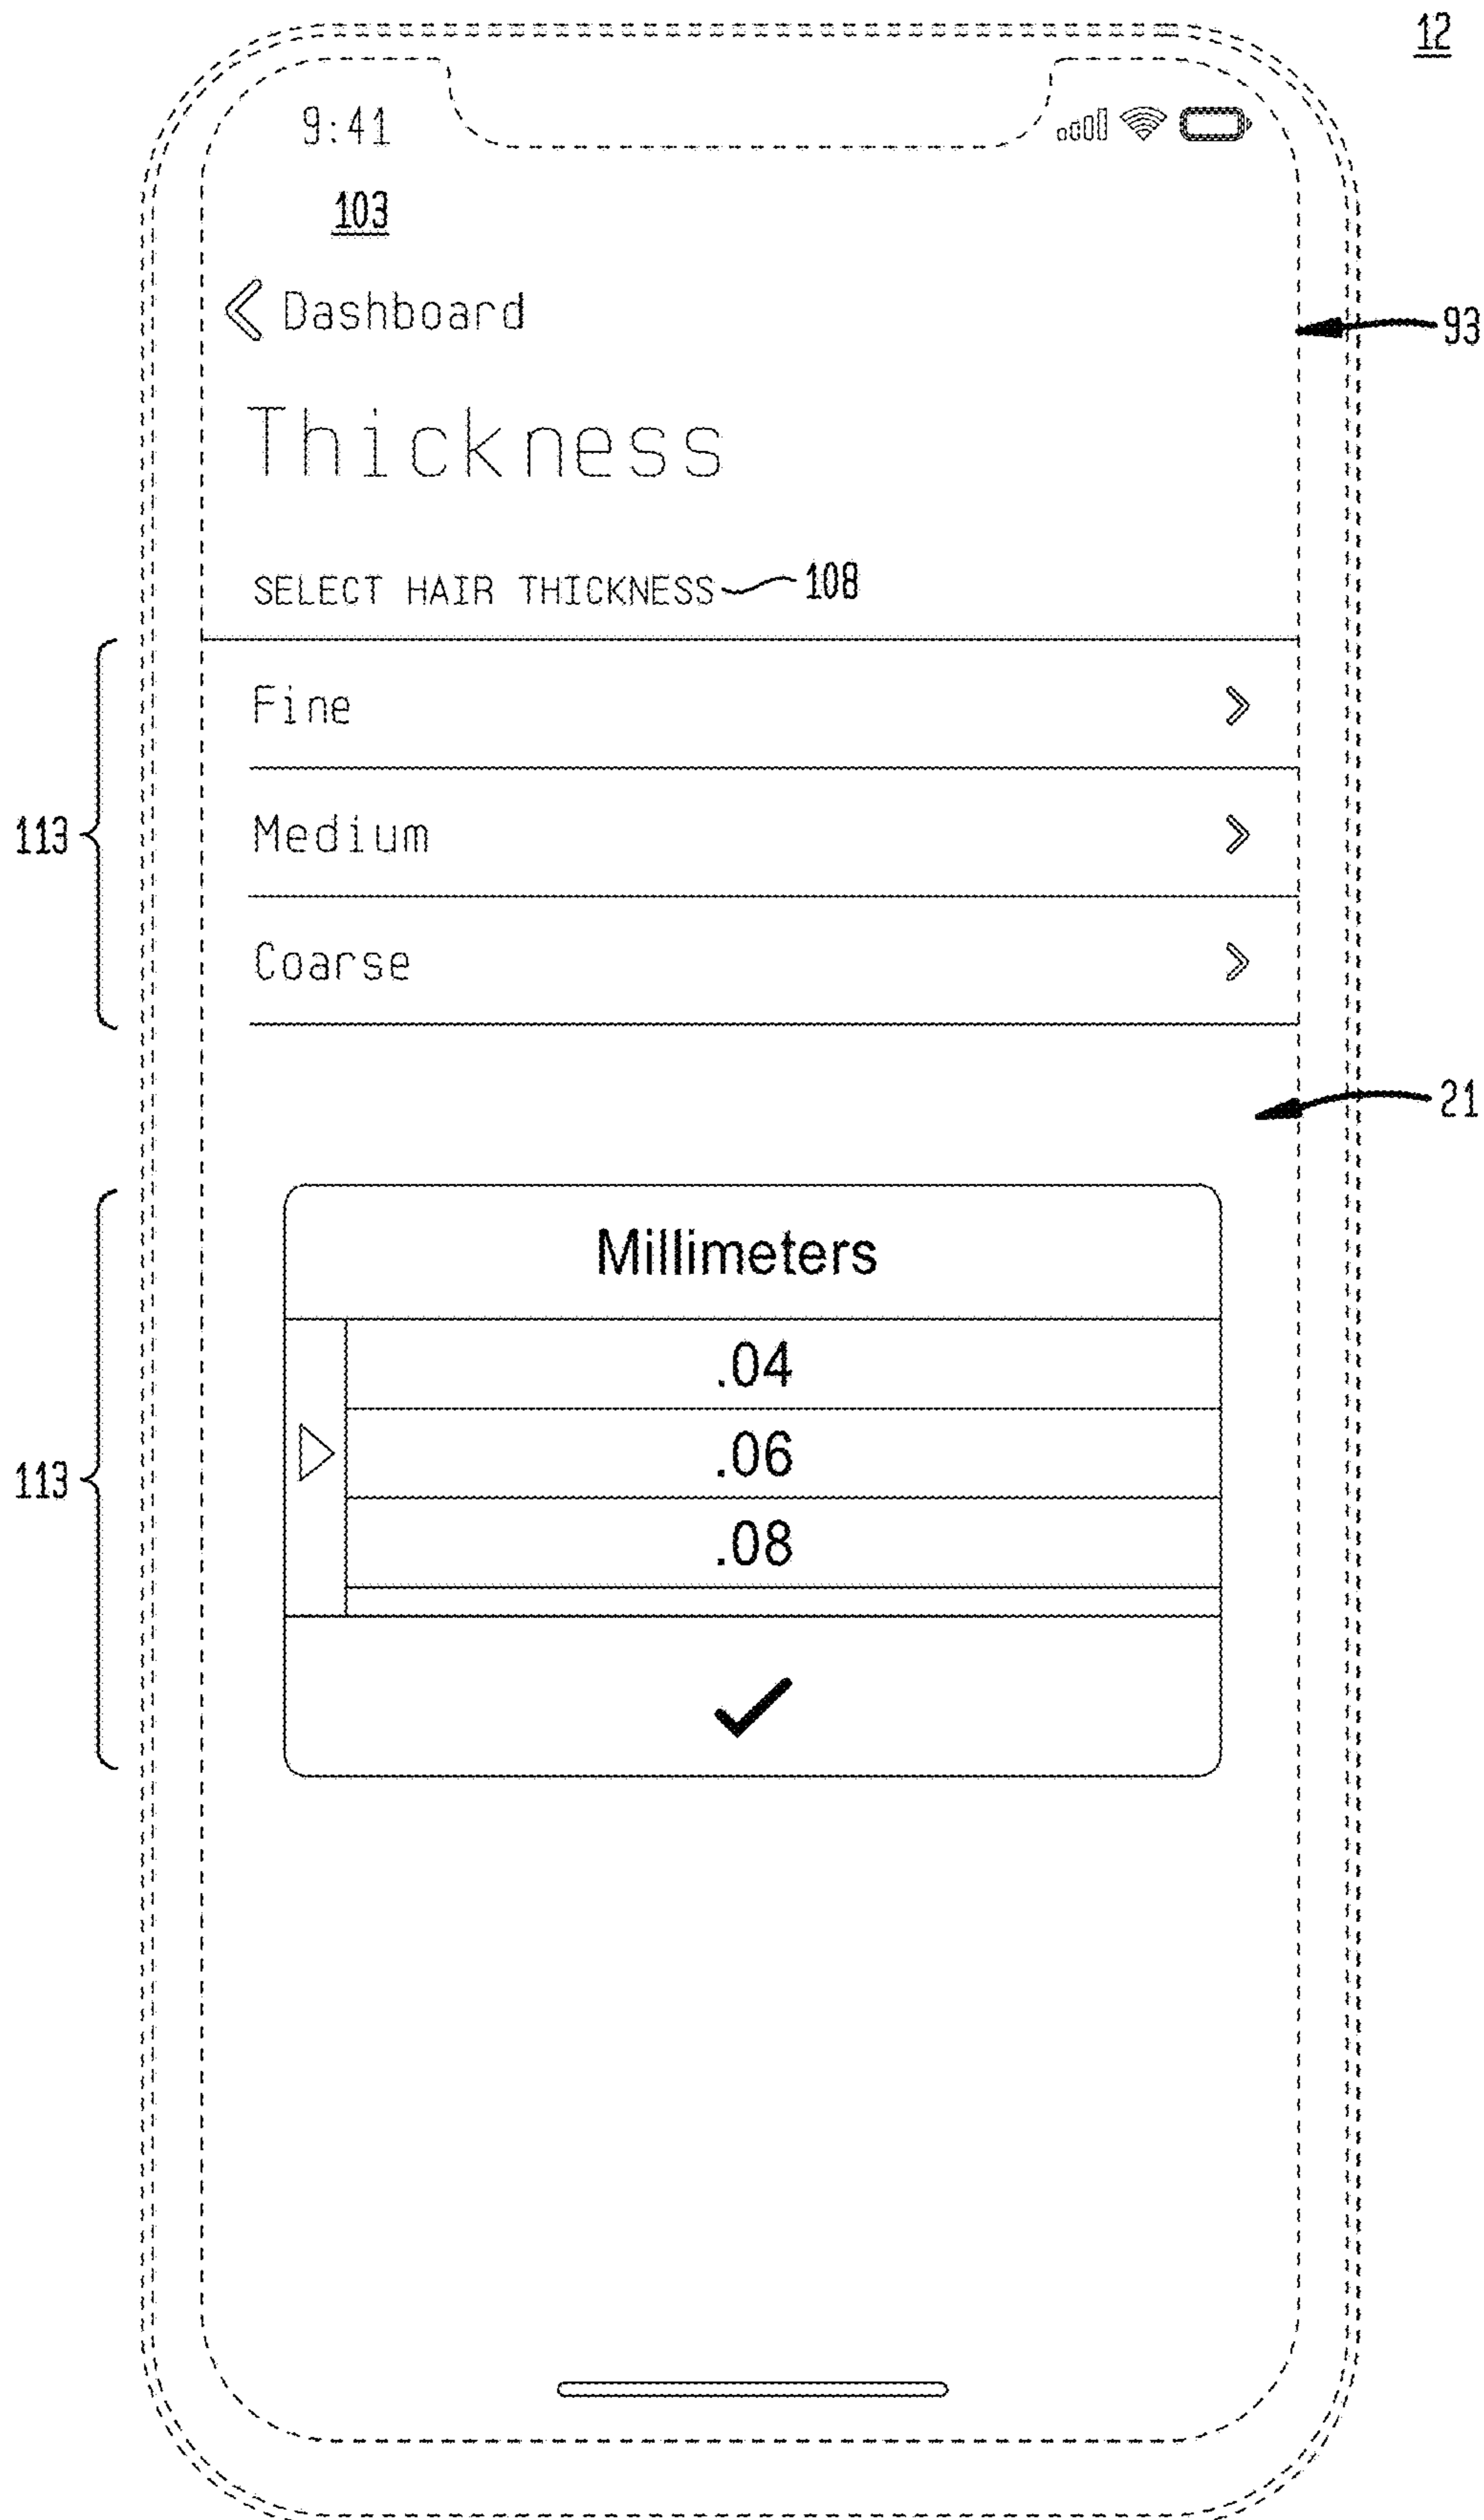 12
9:41
103
Dashboard
93
Thickness
SELECT HAIR THICKNESS 108
Fine
113
Medium
Coarse
21
Millimeters
.04
.06
113
.08